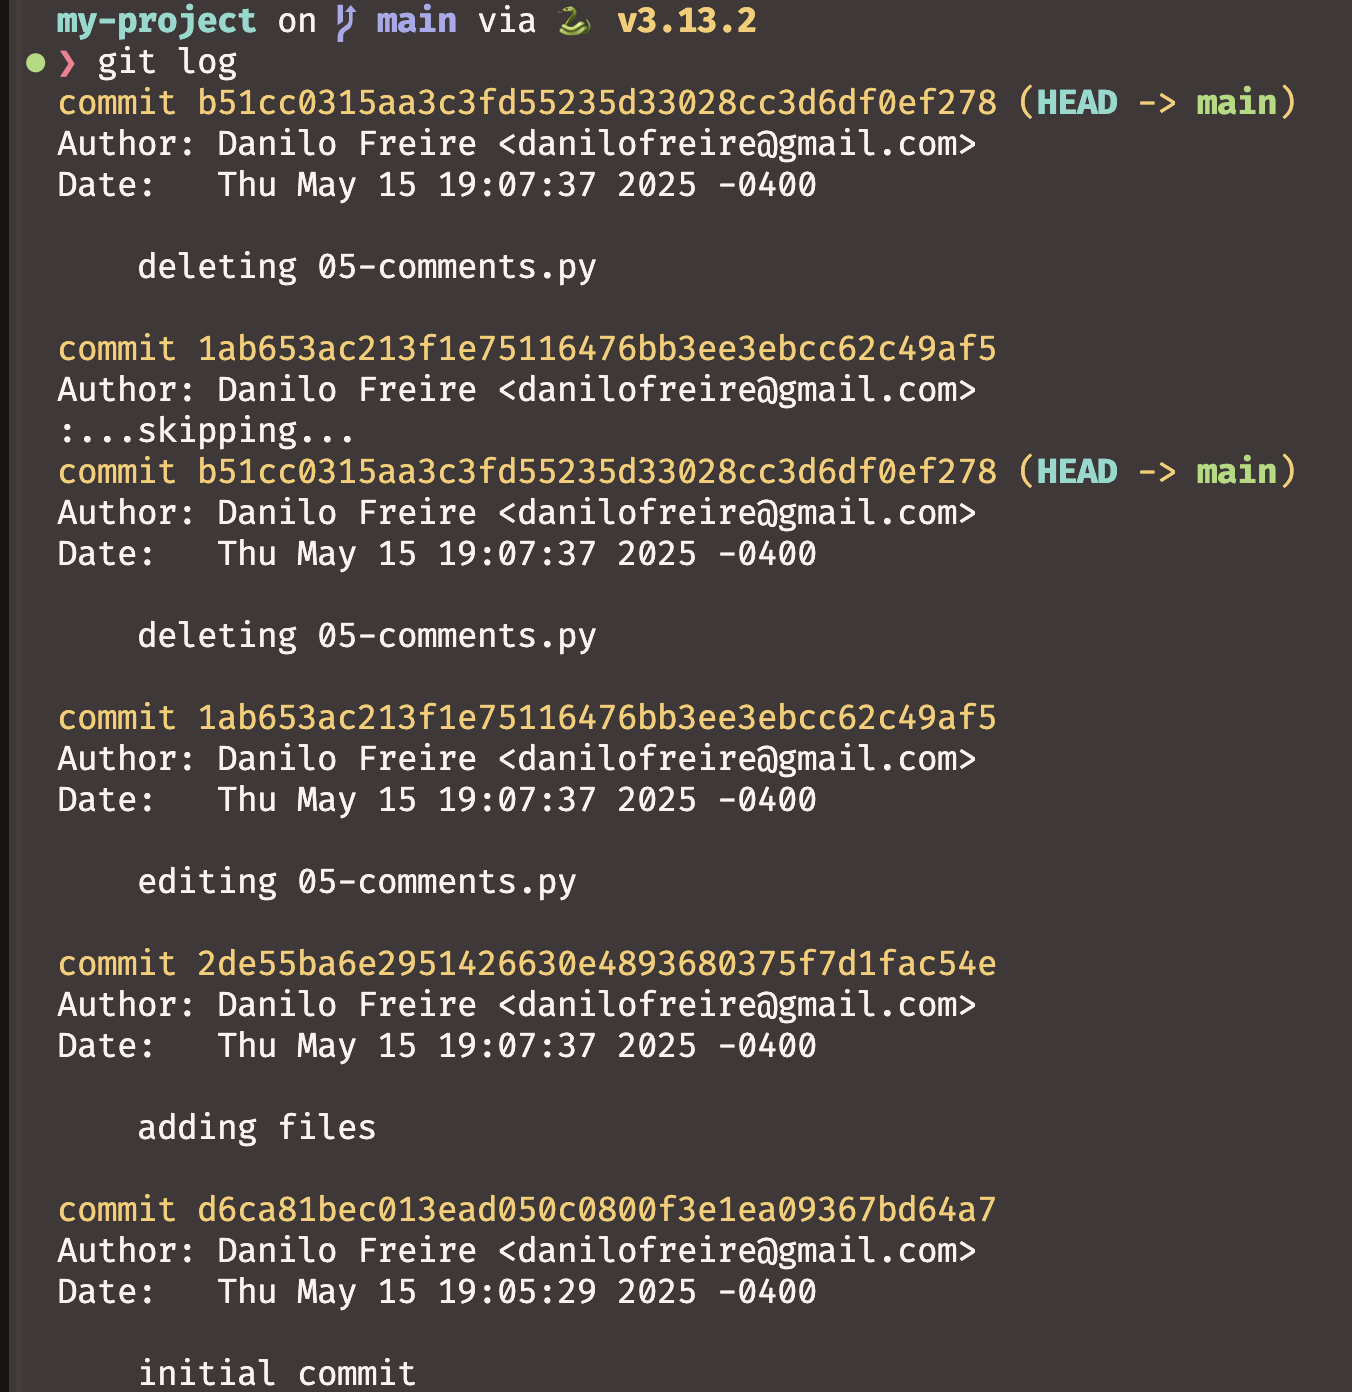 my-project on main via 🐍 v3.13.2
❯ git log
commit b51cc0315aa3c3fd55235d33028cc3d6df0ef278 (HEAD -> main)
Author: Danilo Freire <danilofreire@gmail.com>
Date:   Thu May 15 19:07:37 2025 -0400

    deleting 05-comments.py

commit 1ab653ac213f1e75116476bb3ee3ebcc62c49af5
Author: Danilo Freire <danilofreire@gmail.com>
:...skipping...
commit b51cc0315aa3c3fd55235d33028cc3d6df0ef278 (HEAD -> main)
Author: Danilo Freire <danilofreire@gmail.com>
Date:   Thu May 15 19:07:37 2025 -0400

    deleting 05-comments.py

commit 1ab653ac213f1e75116476bb3ee3ebcc62c49af5
Author: Danilo Freire <danilofreire@gmail.com>
Date:   Thu May 15 19:07:37 2025 -0400

    editing 05-comments.py

commit 2de55ba6e2951426630e4893680375f7d1fac54e
Author: Danilo Freire <danilofreire@gmail.com>
Date:   Thu May 15 19:07:37 2025 -0400

    adding files

commit d6ca81bec013ead050c0800f3e1ea09367bd64a7
Author: Danilo Freire <danilofreire@gmail.com>
Date:   Thu May 15 19:05:29 2025 -0400

    initial commit